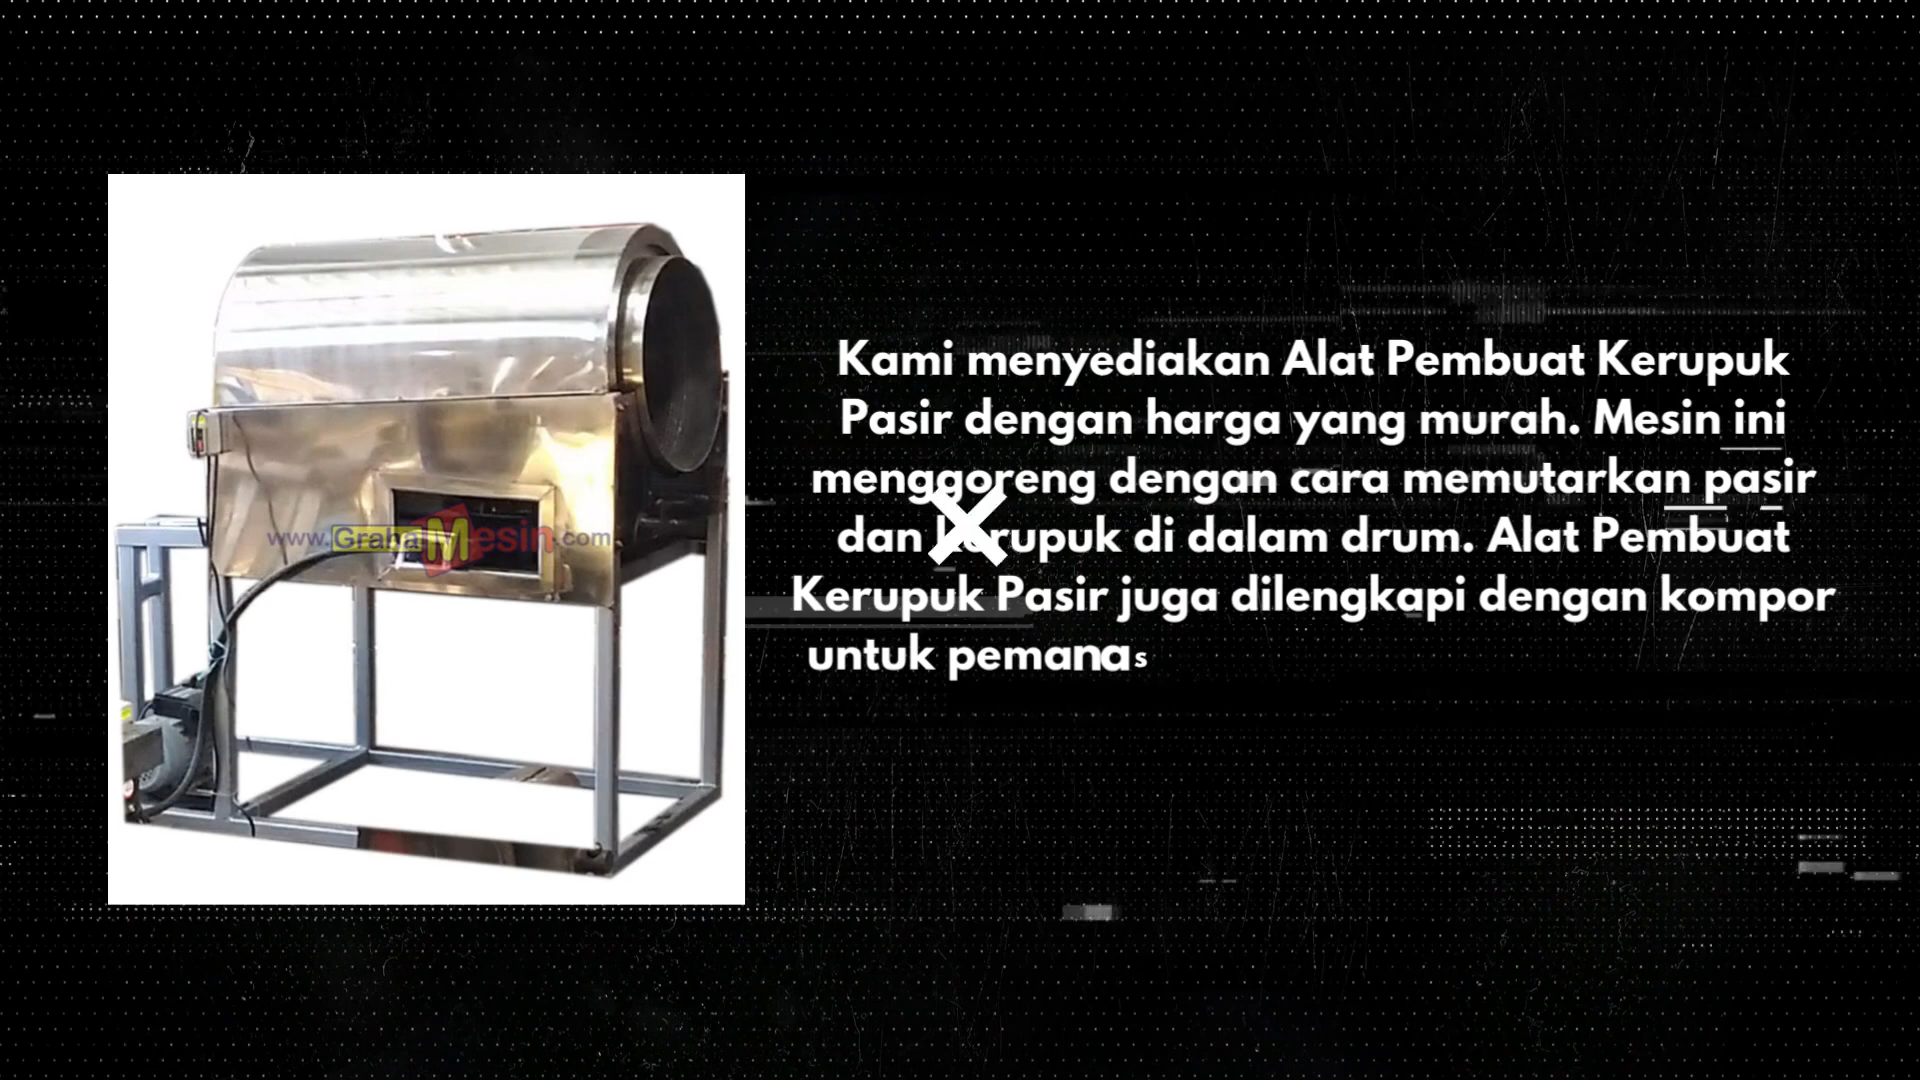 www.GrahaMesin.com
Kami menyediakan Alat Pembuat Kerupuk
Pasir dengan harga yang murah. Mesin ini
menggoreng dengan cara memutarkan pasir
dan kerupuk di dalam drum. Alat Pembuat
Kerupuk Pasir juga dilengkapi dengan kompor
untuk pemanas